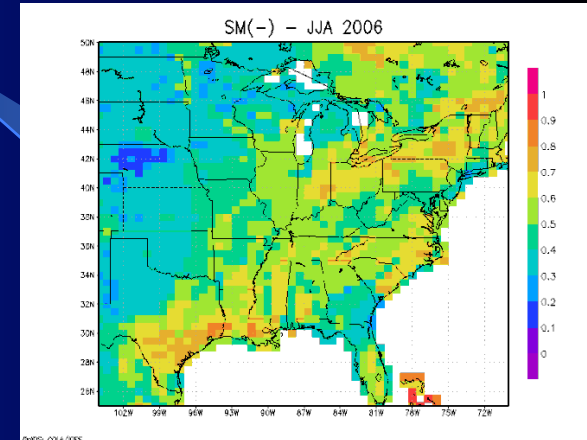 SM(-) - JJA 2006
50N
48N
46N
44N
42N
40N
38N
36N
34N
32N
30N
28N
26N
102W 99W 96W 93W 90W 87W 84W 81W 78W 75W 72W
1
0.9
0.8
0.7
0.6
0.5
0.4
0.3
0.2
0.1
0